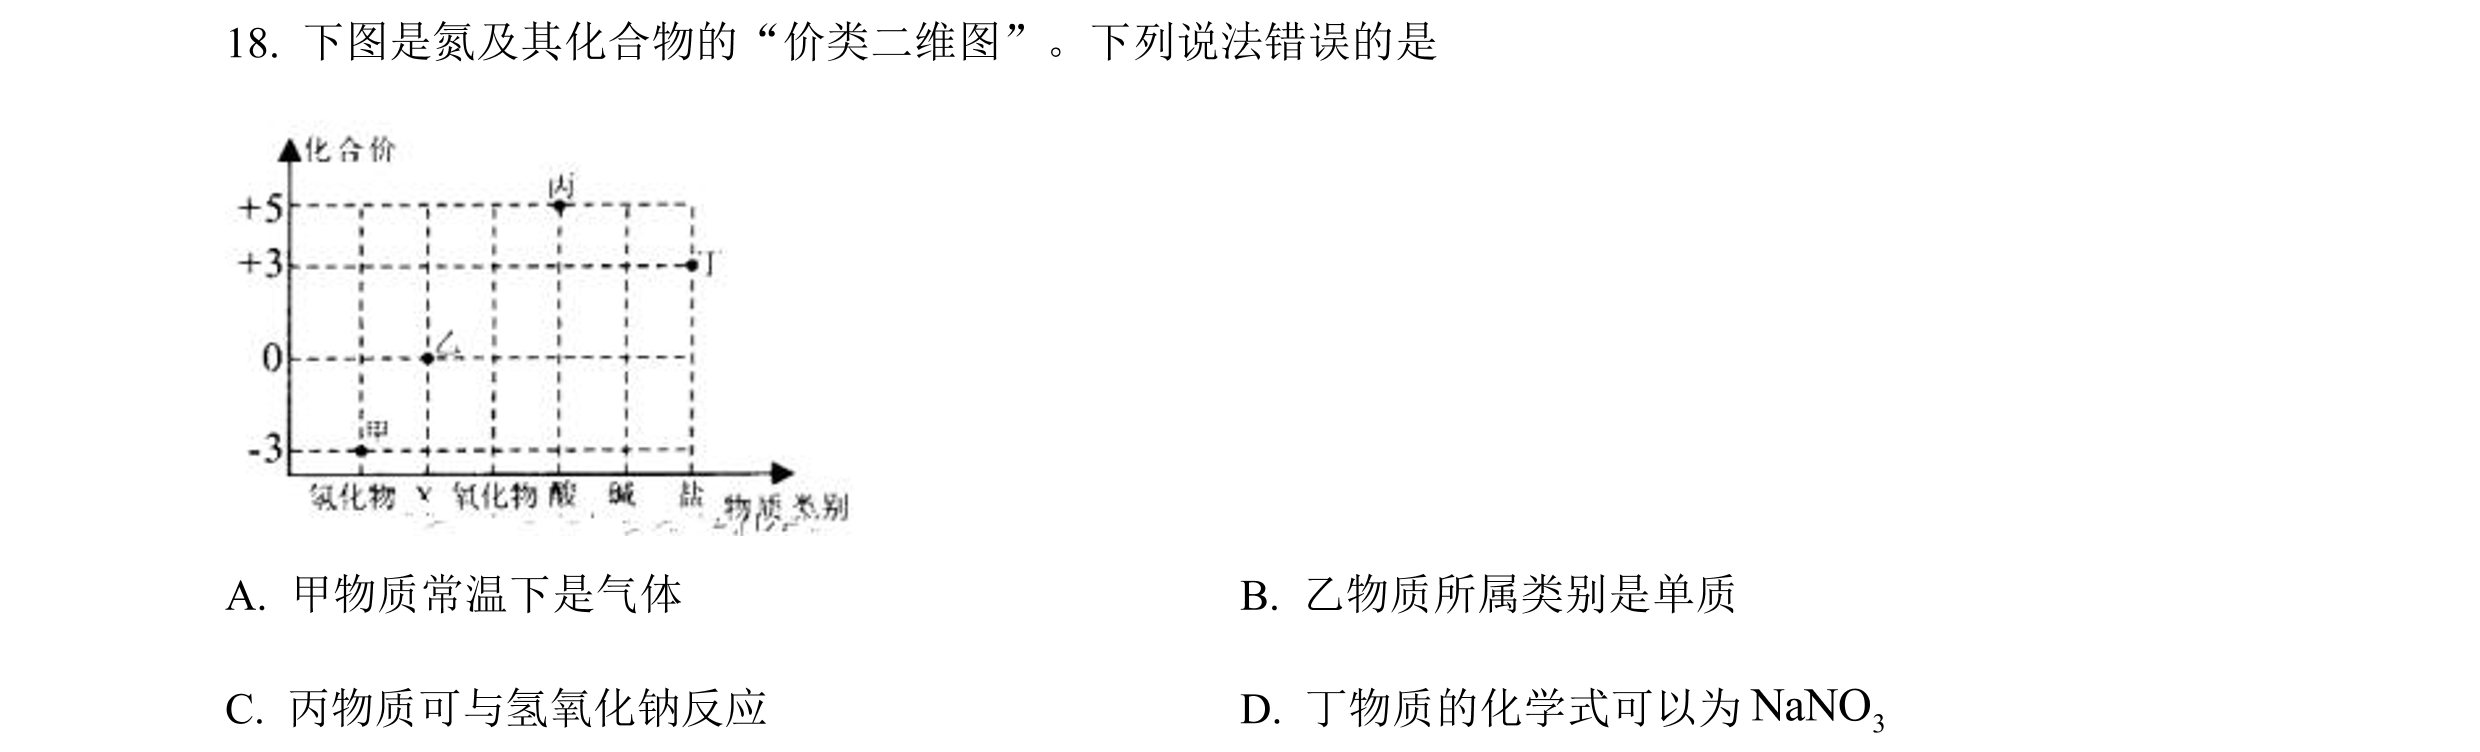 18. 下图是氮及其化合物的“价类二维图”。下列说法错误的是
化合价
丙
+5
+3
丁
0
乙
甲
-3
氢化物 Y 氧化物 酸 碱 盐 物质类别
A. 甲物质常温下是气体
B. 乙物质所属类别是单质
C. 丙物质可与氢氧化钠反应
D. 丁物质的化学式可以为 NaNO₃